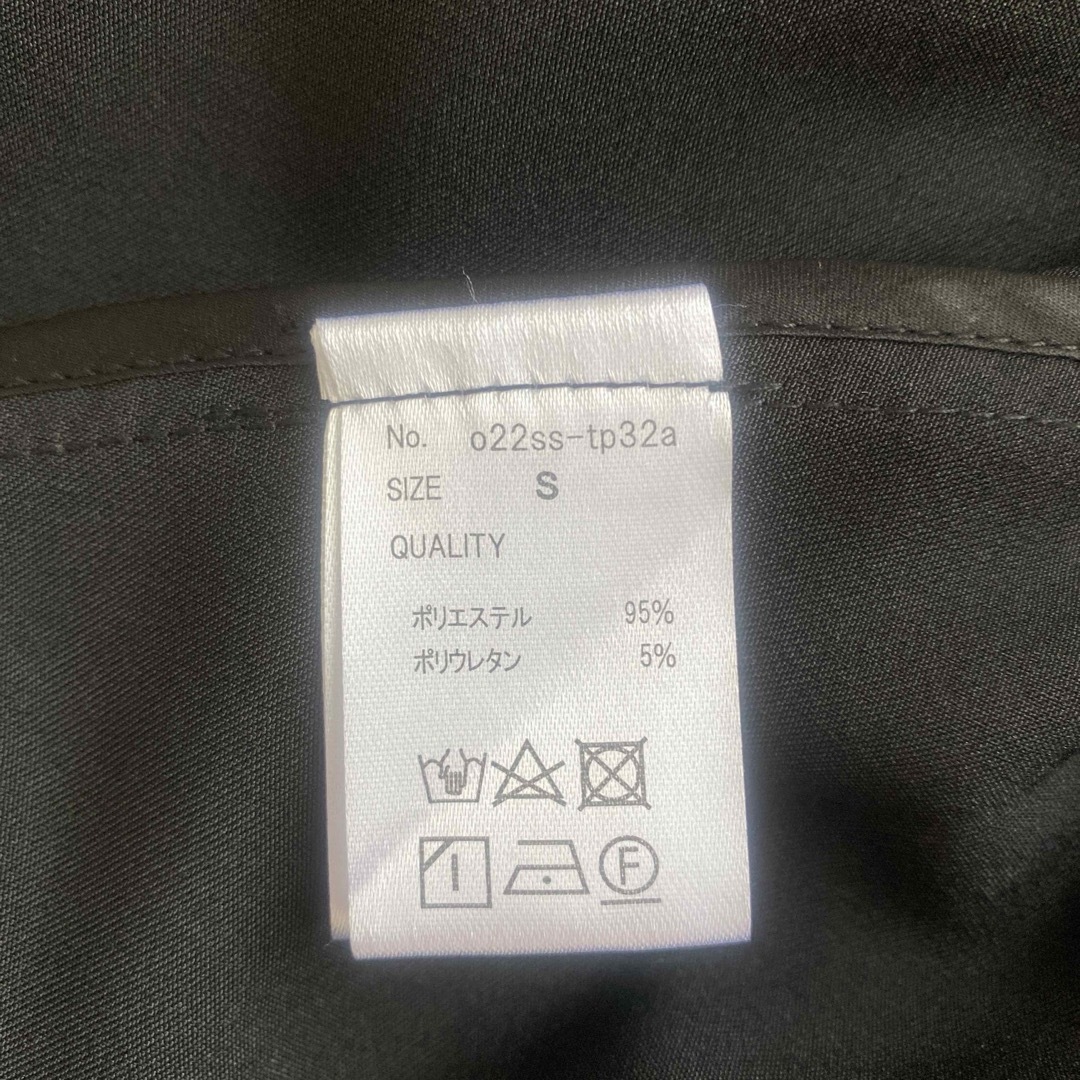 No. o22ss-tp32a
SIZE S
QUALITY
ポリエステル 95%
ポリウレタン 5%
F